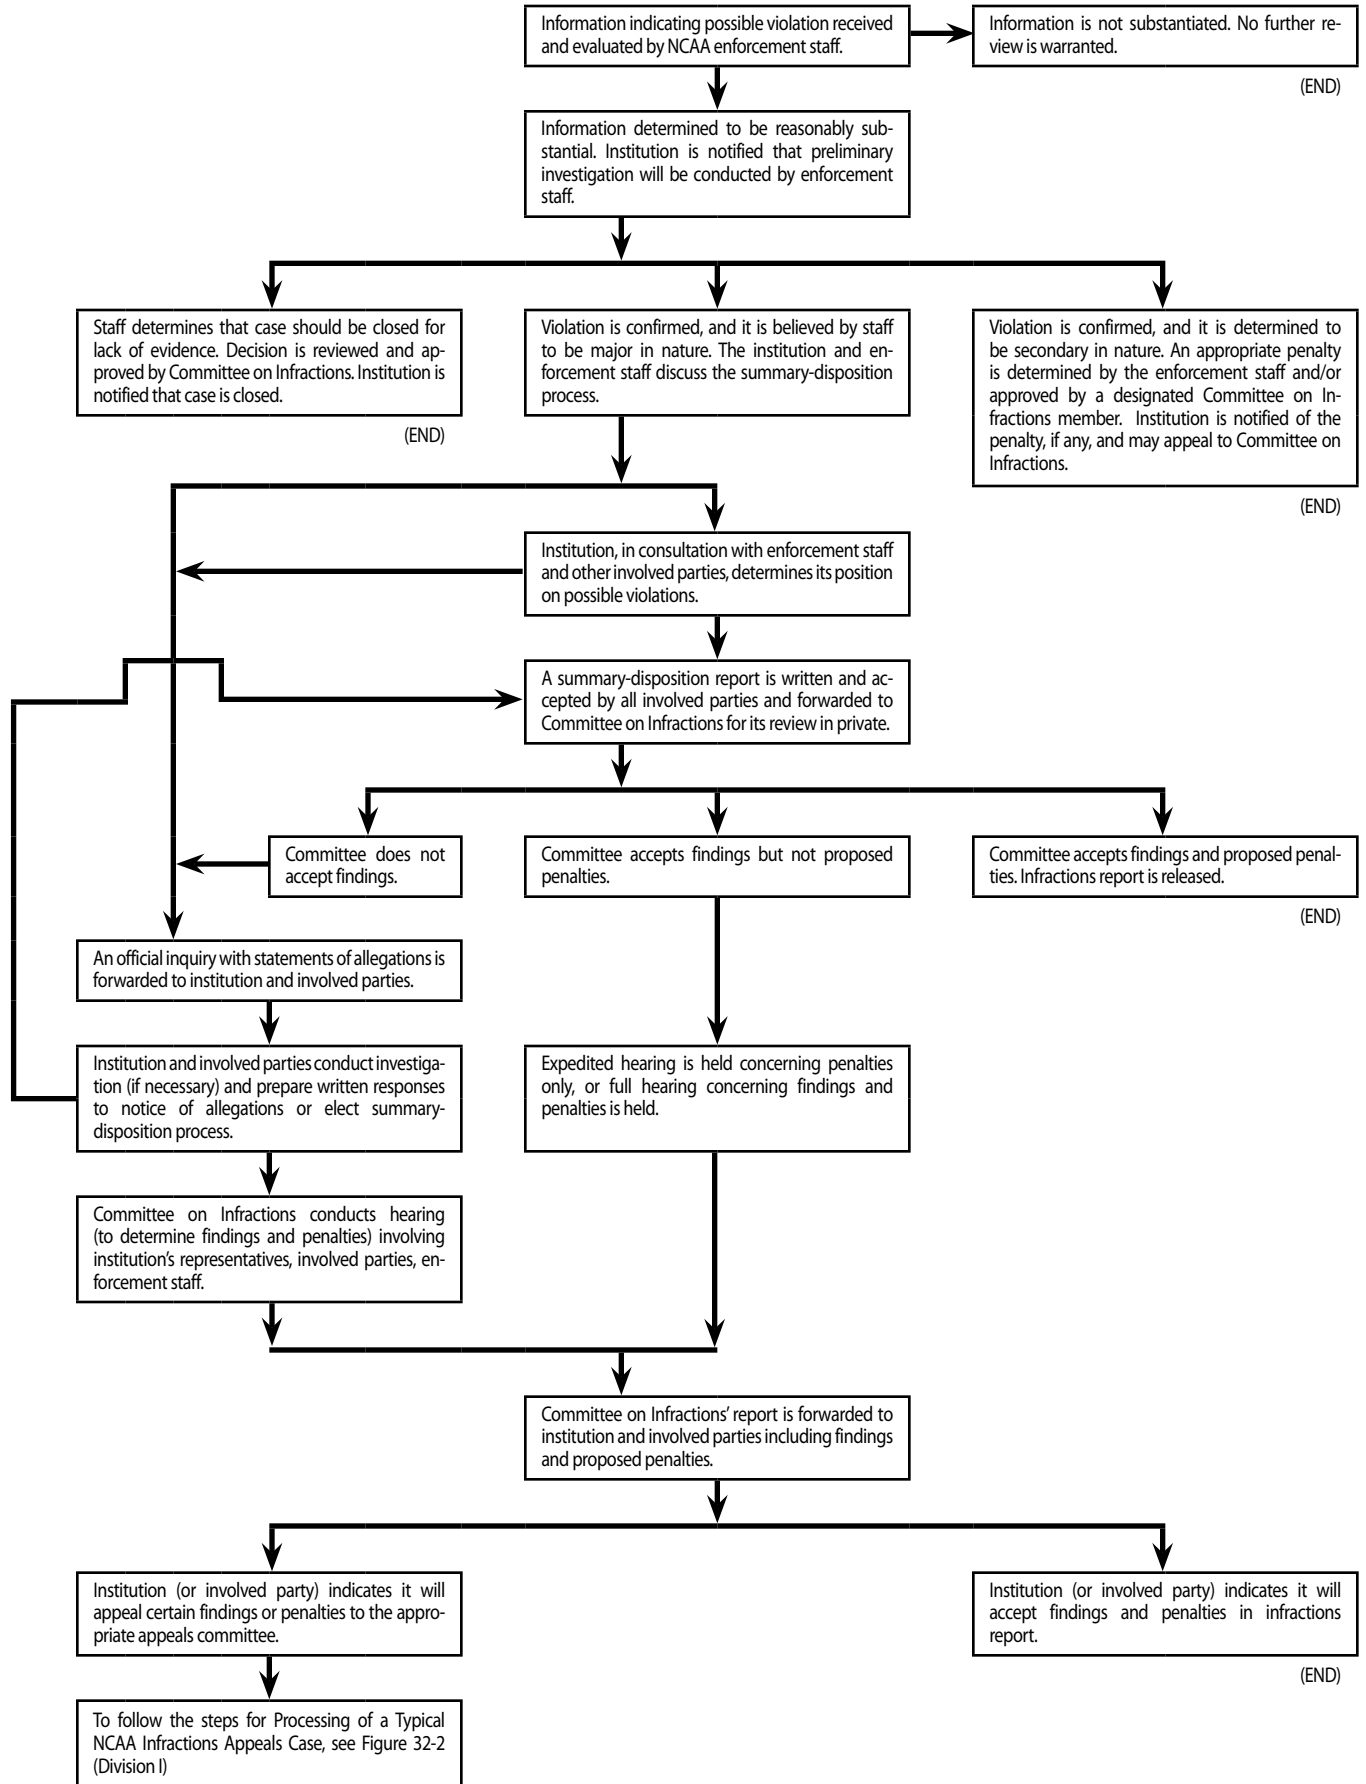 Information indicating possible violation received
and evaluated by NCAA enforcement staff.
Information is not substantiated. No further re-
view is warranted.
(END)
Information determined to be reasonably sub-
stantial. Institution is notified that preliminary
investigation will be conducted by enforcement
staff.
Staff determines that case should be closed for
lack of evidence. Decision is reviewed and ap-
proved by Committee on Infractions. Institution is
notified that case is closed.
(END)
Violation is confirmed, and it is believed by staff
to be major in nature. The institution and en-
forcement staff discuss the summary-disposition
process.
Violation is confirmed, and it is determined to
be secondary in nature. An appropriate penalty
is determined by the enforcement staff and/or
approved by a designated Committee on In-
fractions member. Institution is notified of the
penalty, if any, and may appeal to Committee on
Infractions.
(END)
Institution, in consultation with enforcement staff
and other involved parties, determines its position
on possible violations.
A summary-disposition report is written and ac-
cepted by all involved parties and forwarded to
Committee on Infractions for its review in private.
Committee does not
accept findings.
Committee accepts findings but not proposed
penalties.
Committee accepts findings and proposed penal-
ties. Infractions report is released.
(END)
An official inquiry with statements of allegations is
forwarded to institution and involved parties.
Institution and involved parties conduct investiga-
tion (if necessary) and prepare written responses
to notice of allegations or elect summary-
disposition process.
Expedited hearing is held concerning penalties
only, or full hearing concerning findings and
penalties is held.
Committee on Infractions conducts hearing
(to determine findings and penalties) involving
institution's representatives, involved parties, en-
forcement staff.
Committee on Infractions' report is forwarded to
institution and involved parties including findings
and proposed penalties.
Institution (or involved party) indicates it will
appeal certain findings or penalties to the appro-
priate appeals committee.
Institution (or involved party) indicates it will
accept findings and penalties in infractions
report.
(END)
To follow the steps for Processing of a Typical
NCAA Infractions Appeals Case, see Figure 32-2
(Division I)